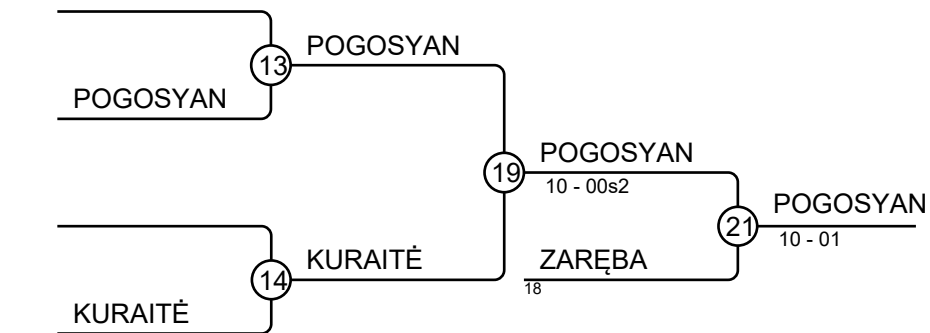 POGOSYAN
13
POGOSYAN
POGOSYAN
19
10 - 00s2
POGOSYAN
21
10 - 01
KURAITĖ
ZARĘBA
14
18
KURAITĖ